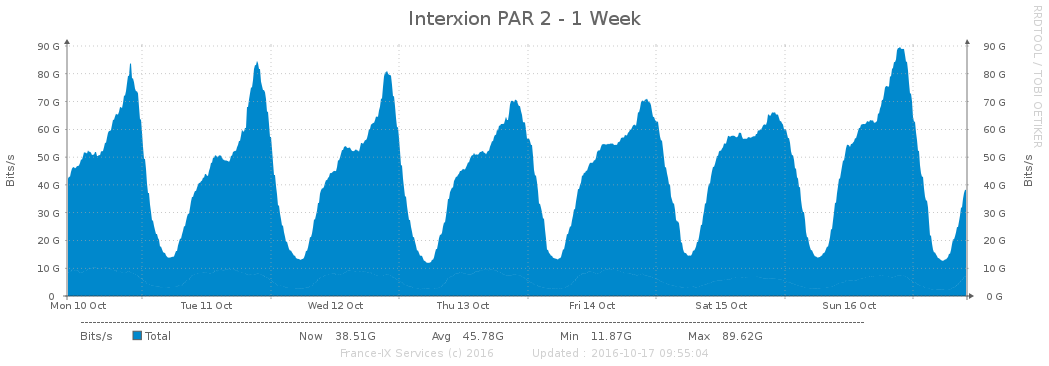 Interxion PAR 2 - 1 Week
RRDTOOL / TOBI OETIKER
Bits/s
90 G
80 G
70 G
60 G
50 G
40 G
30 G
20 G
10 G
0
90 G
80 G
70 G
60 G
50 G
40 G
30 G
20 G
10 G
0 G
Bits/s
Mon 10 Oct Tue 11 Oct Wed 12 Oct Thu 13 Oct Fri 14 Oct Sat 15 Oct Sun 16 Oct
Bits/s Total Now 38.51G Avg 45.78G Min 11.87G Max 89.62G
France-IX Services (c) 2016 Updated : 2016-10-17 09:55:04